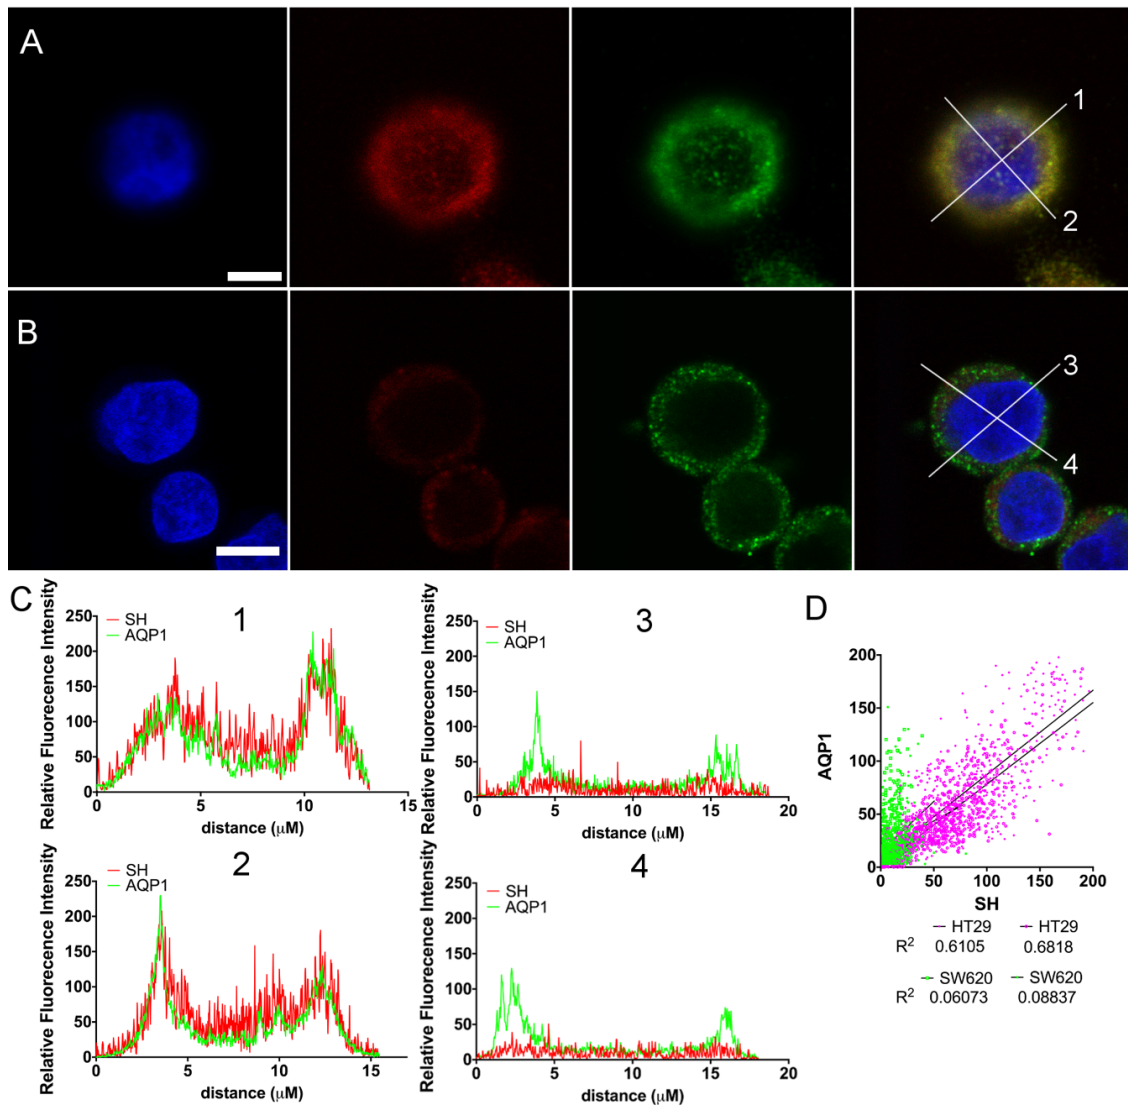 A
1
2
B
3
4
C
1
Relative Fluorecence Intensity
SH
AQP1
250
200
150
100
50
0
0 5 10 15
distance (μM)
3
Relative Fluorecence Intensity
SH
AQP1
250
200
150
100
50
0
0 5 10 15 20
distance (μM)
2
Relative Fluorecence Intensity
SH
AQP1
250
200
150
100
50
0
0 5 10 15
distance (μM)
4
Relative Fluorecence Intensity
SH
AQP1
250
200
150
100
50
0
0 5 10 15 20
distance (μM)
D
AQP1
200
150
100
50
0
0 50 100 150 200
SH
HT29 HT29
R² 0.6105 0.6818
SW620 SW620
R² 0.06073 0.08837